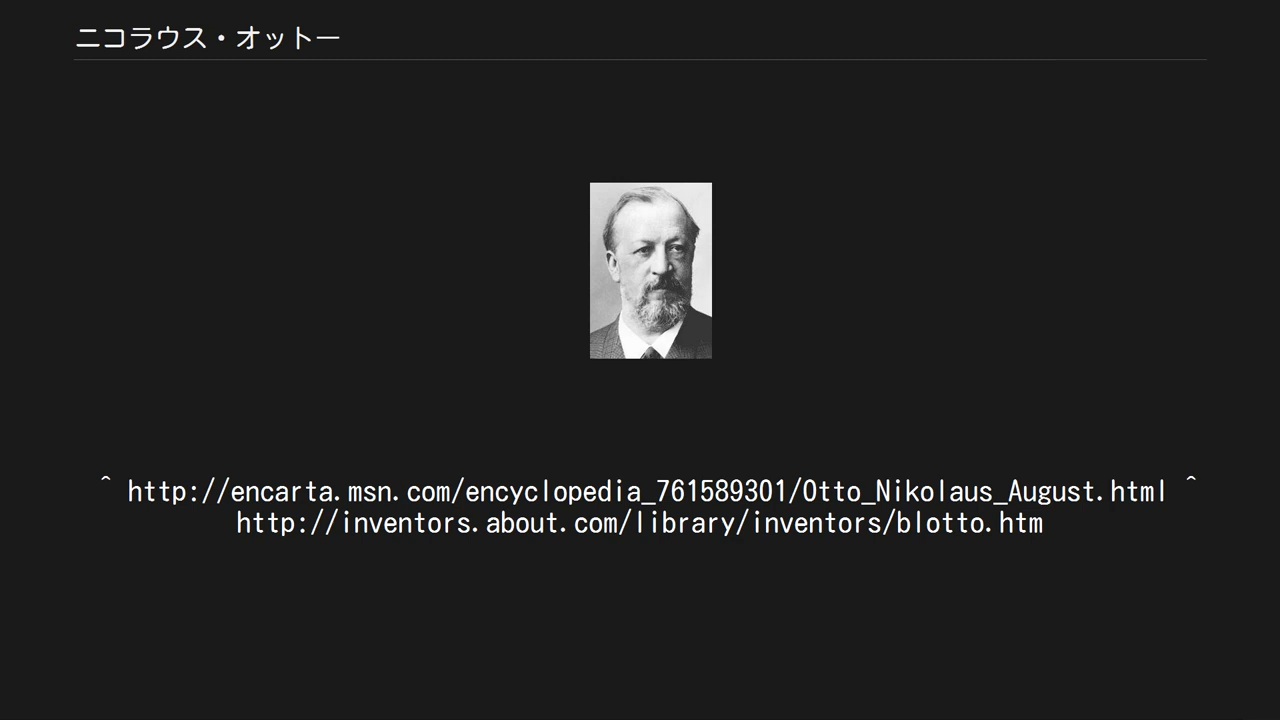 ニコラウス・オットー
^ http://encarta.msn.com/encyclopedia_761589301/Otto_Nikolaus_August.html ^
http://inventors.about.com/library/inventors/blotto.htm